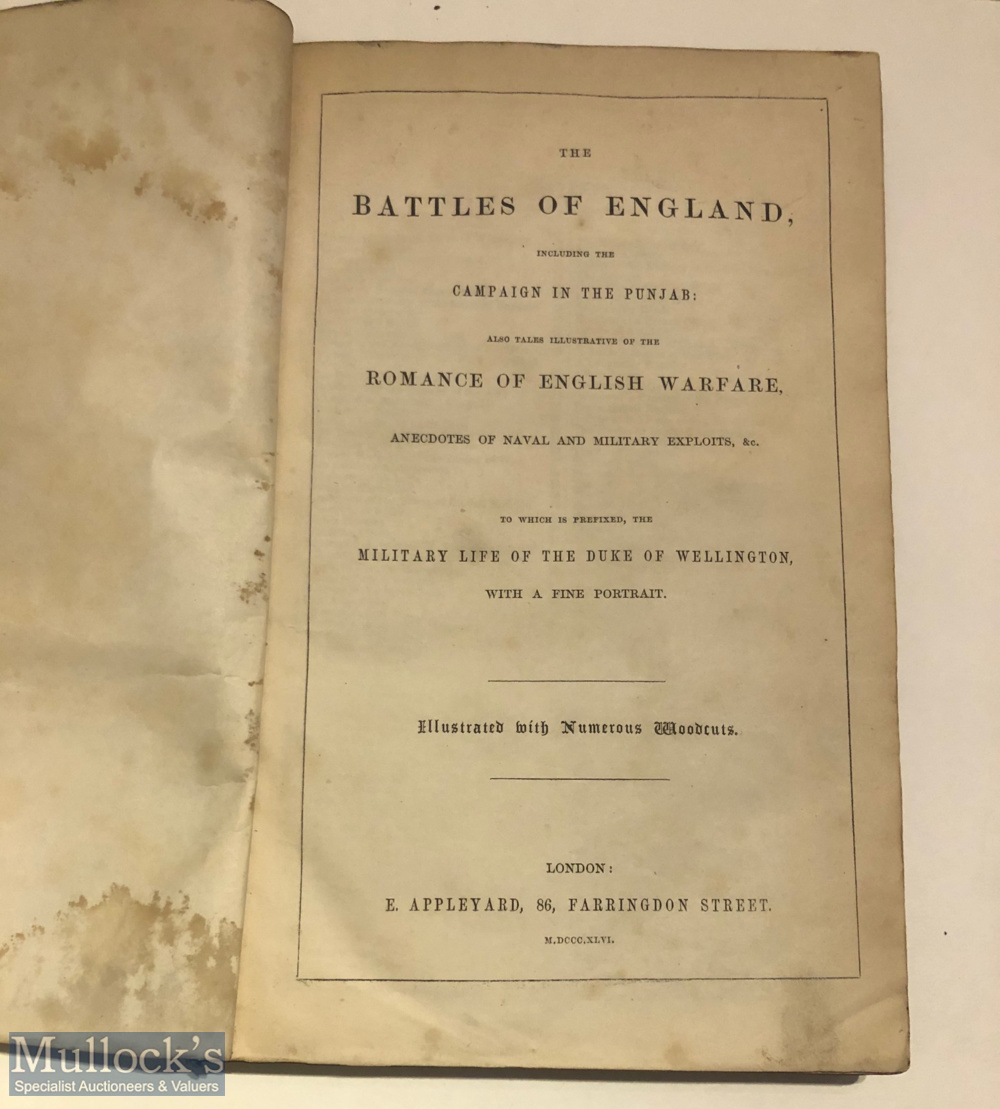 THE
BATTLES OF ENGLAND,
INCLUDING THE
CAMPAIGN IN THE PUNJAB:
ALSO TALES ILLUSTRATIVE OF THE
ROMANCE OF ENGLISH WARFARE,
ANECDOTES OF NAVAL AND MILITARY EXPLOITS, &c.
TO WHICH IS PREFIXED, THE
MILITARY LIFE OF THE DUKE OF WELLINGTON,
WITH A FINE PORTRAIT.
Illustrated with Numerous Woodcuts.
LONDON:
E. APPLEYARD, 86, FARRINGDON STREET.
M.DCCC.XLVI.
Mullock's
Specialist Auctioneers & Valuers